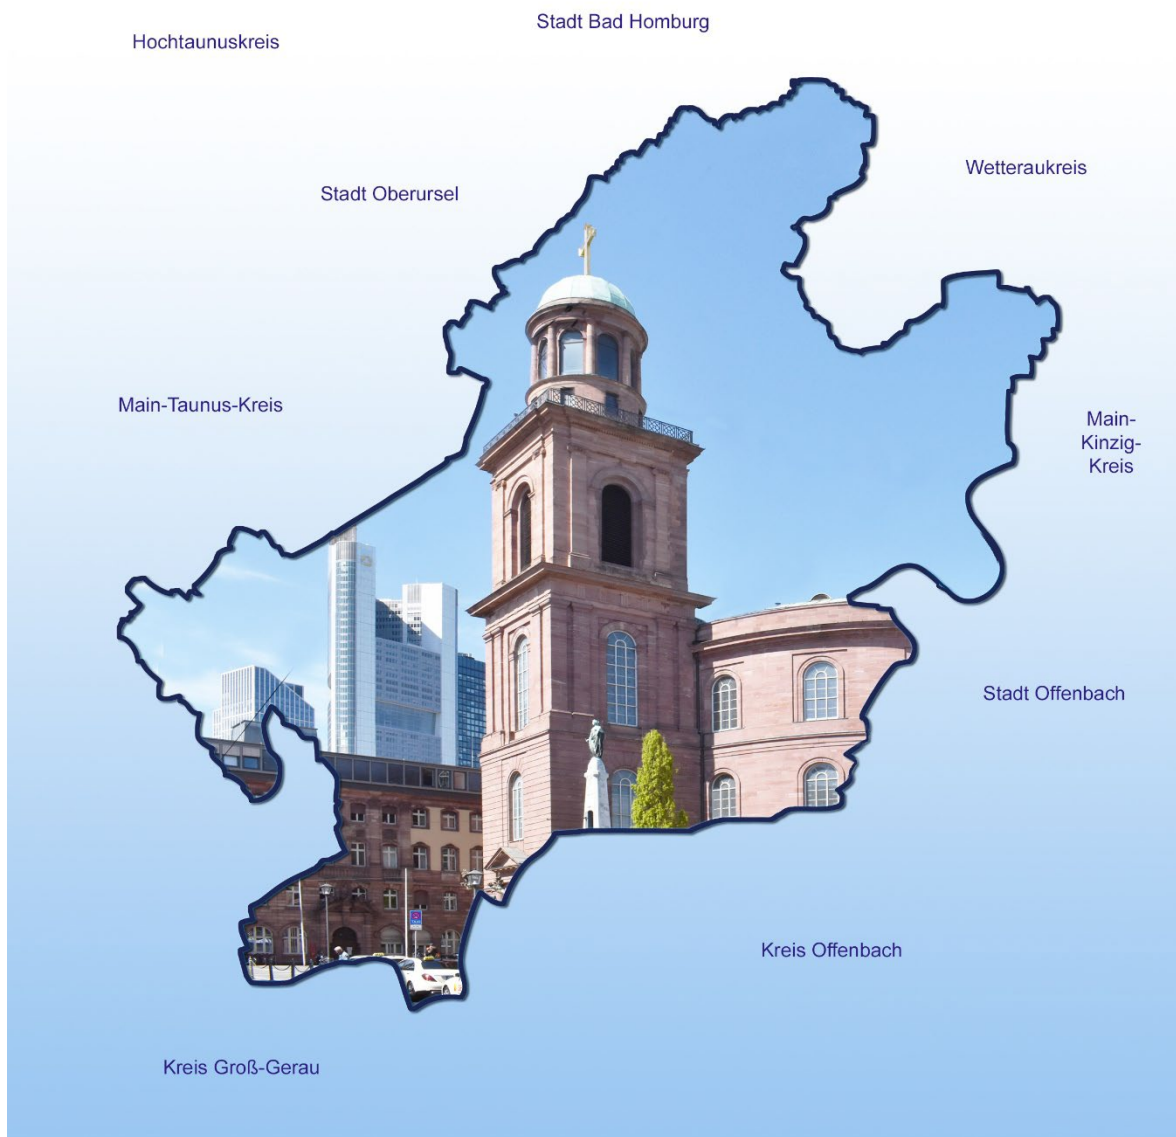 Stadt Bad Homburg
Hochtaunuskreis
Wetteraukreis
Stadt Oberursel
Main-Taunus-Kreis
Main-
Kinzig-
Kreis
Stadt Offenbach
Kreis Offenbach
Kreis Groß-Gerau